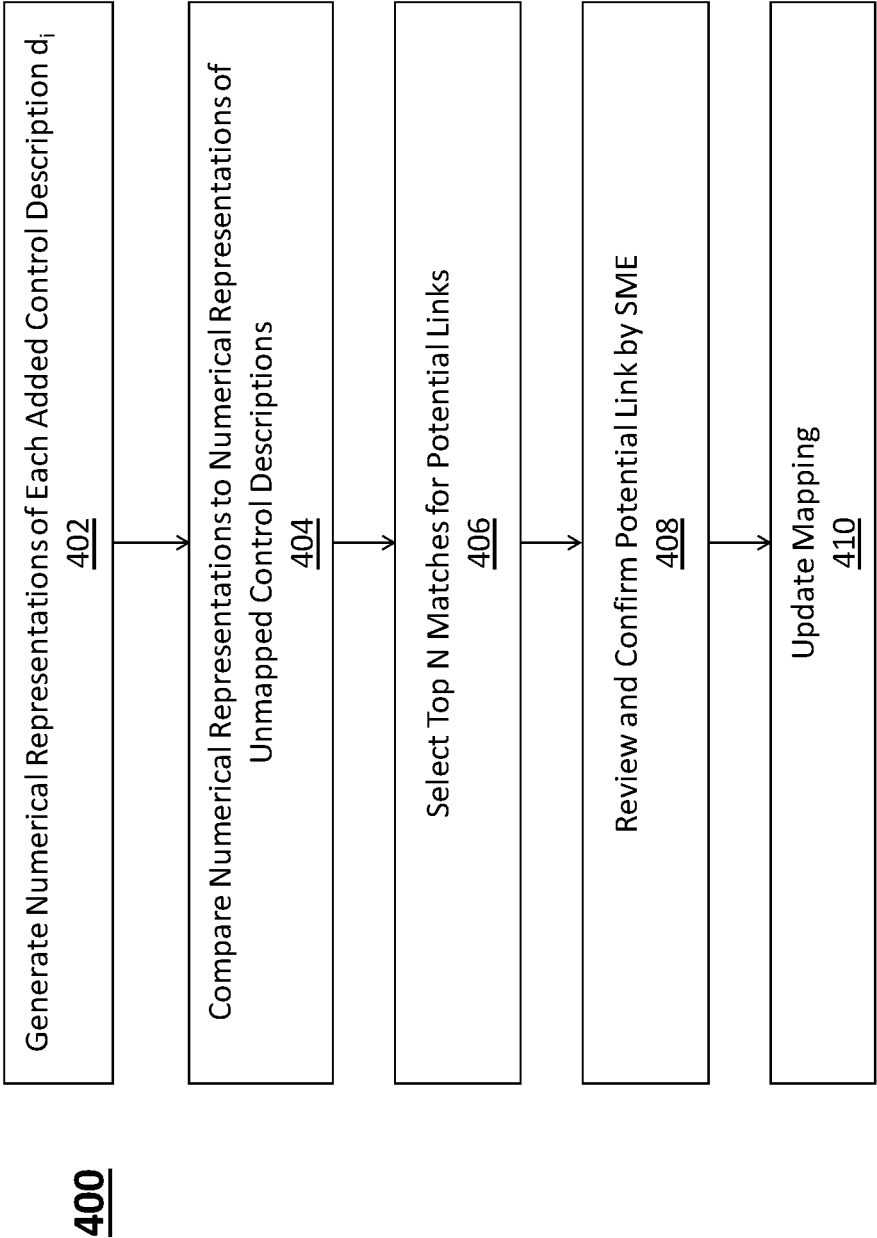 400
Generate Numerical Representations of Each Added Control Description dᵢ
402
Compare Numerical Representations to Numerical Representations of
Unmapped Control Descriptions
404
Select Top N Matches for Potential Links
406
Review and Confirm Potential Link by SME
408
Update Mapping
410